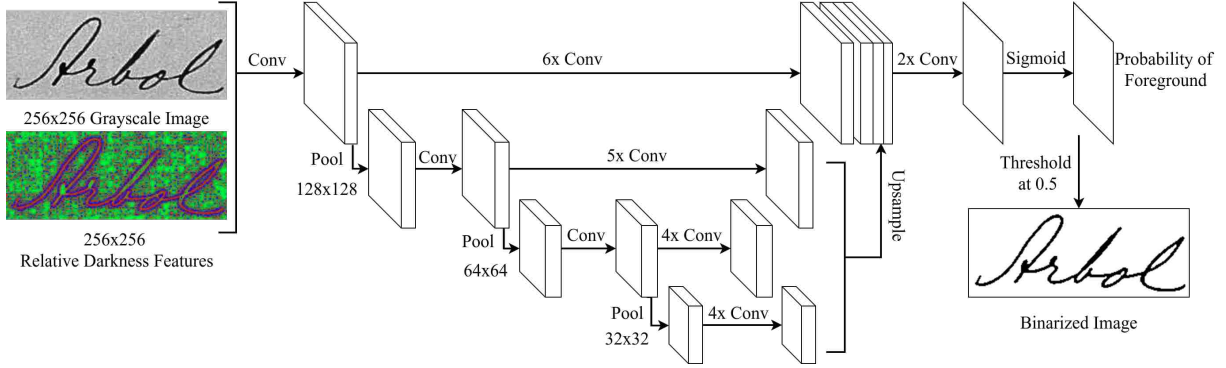 Arbol
256x256 Grayscale Image
Arbol
256x256
Relative Darkness Features
Conv
6x Conv
2x Conv
Sigmoid
Probability of
Foreground
Pool
128x128
Conv
5x Conv
Upsample
Threshold
at 0.5
Pool
64x64
Conv
4x Conv
Pool
32x32
4x Conv
Arbol
Binarized Image